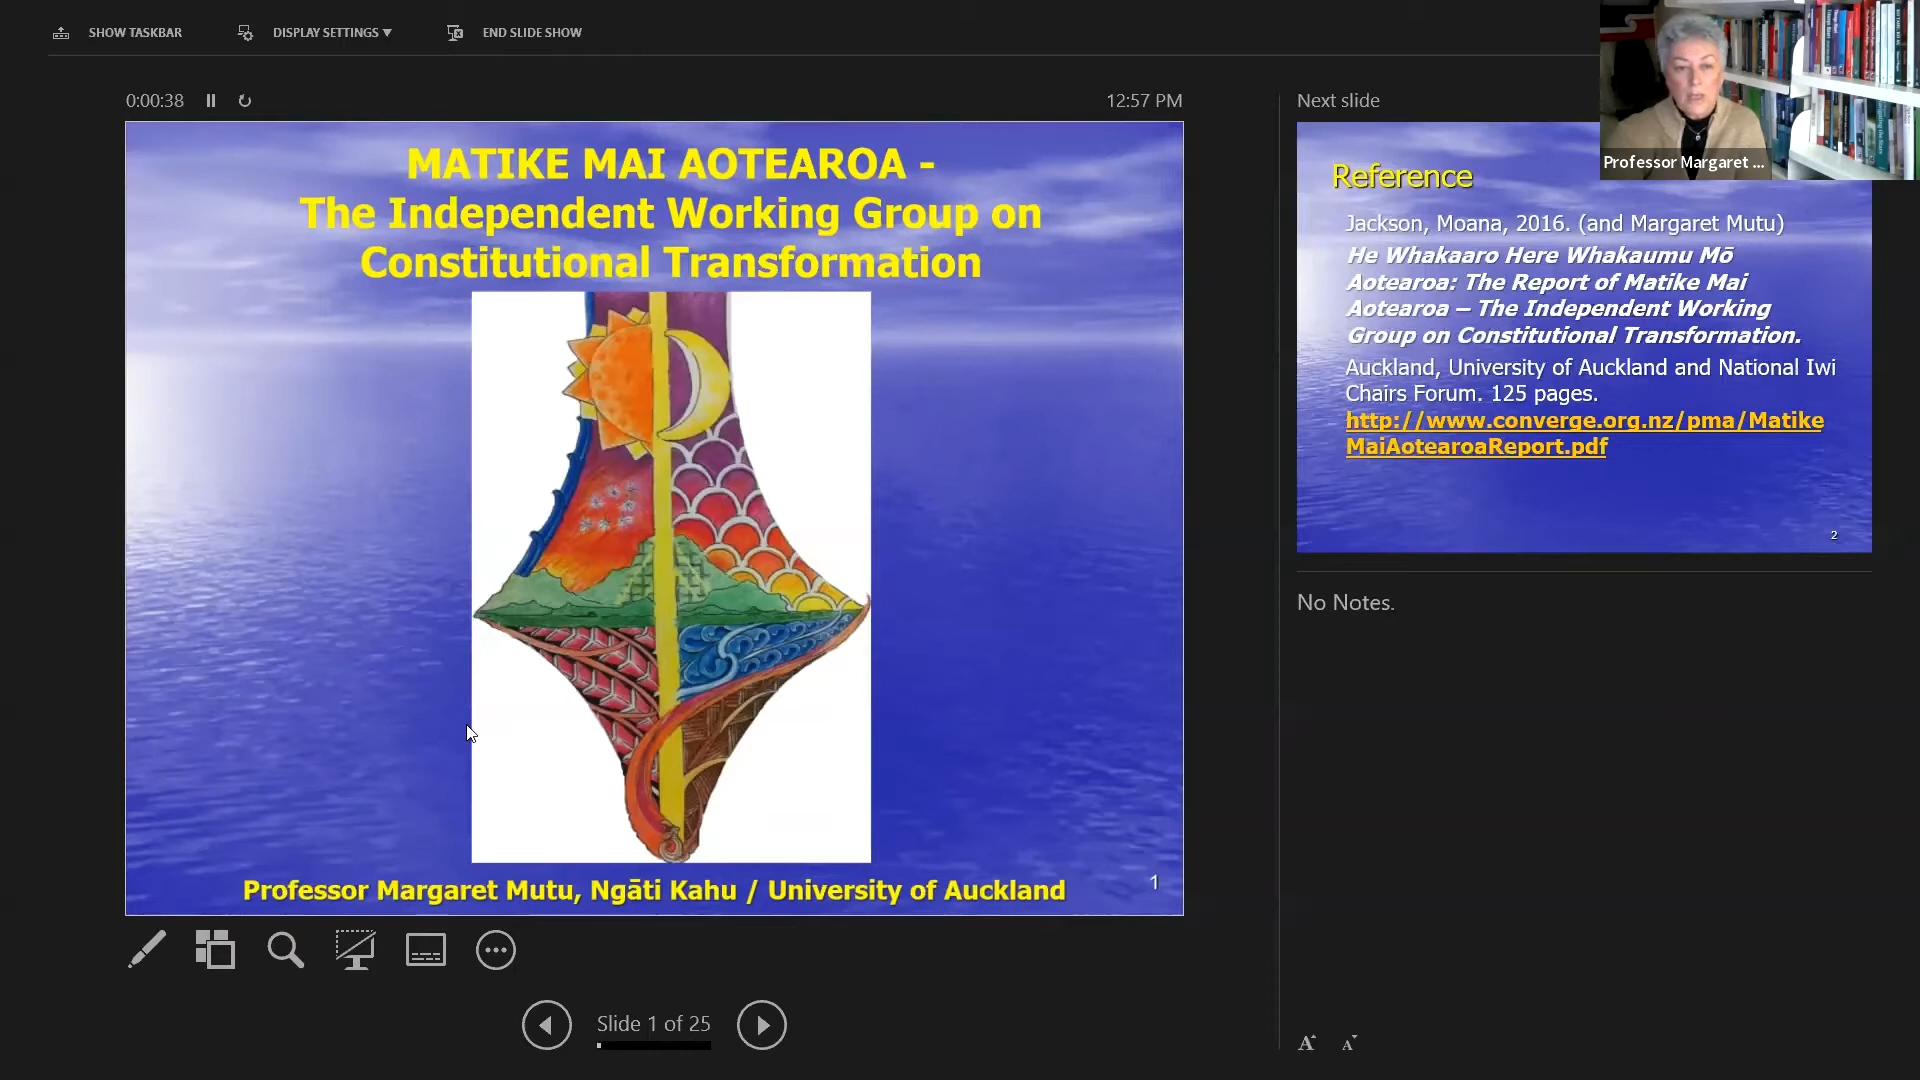 SHOW TASKBAR
DISPLAY SETTINGS ▼
END SLIDE SHOW
0:00:38
12:57 PM
MATIKE MAI AOTEAROA -
The Independent Working Group on
Constitutional Transformation
Professor Margaret Mutu, Ngāti Kahu / University of Auckland
1
Slide 1 of 25
Next slide
Professor Margaret ...
Reference
Jackson, Moana, 2016. (and Margaret Mutu)
He Whakaaro Here Whakaumu Mō
Aotearoa: The Report of Matike Mai
Aotearoa – The Independent Working
Group on Constitutional Transformation.
Auckland, University of Auckland and National Iwi
Chairs Forum. 125 pages.
http://www.converge.org.nz/pma/Matike
MaiAotearoaReport.pdf
2
No Notes.
A
A